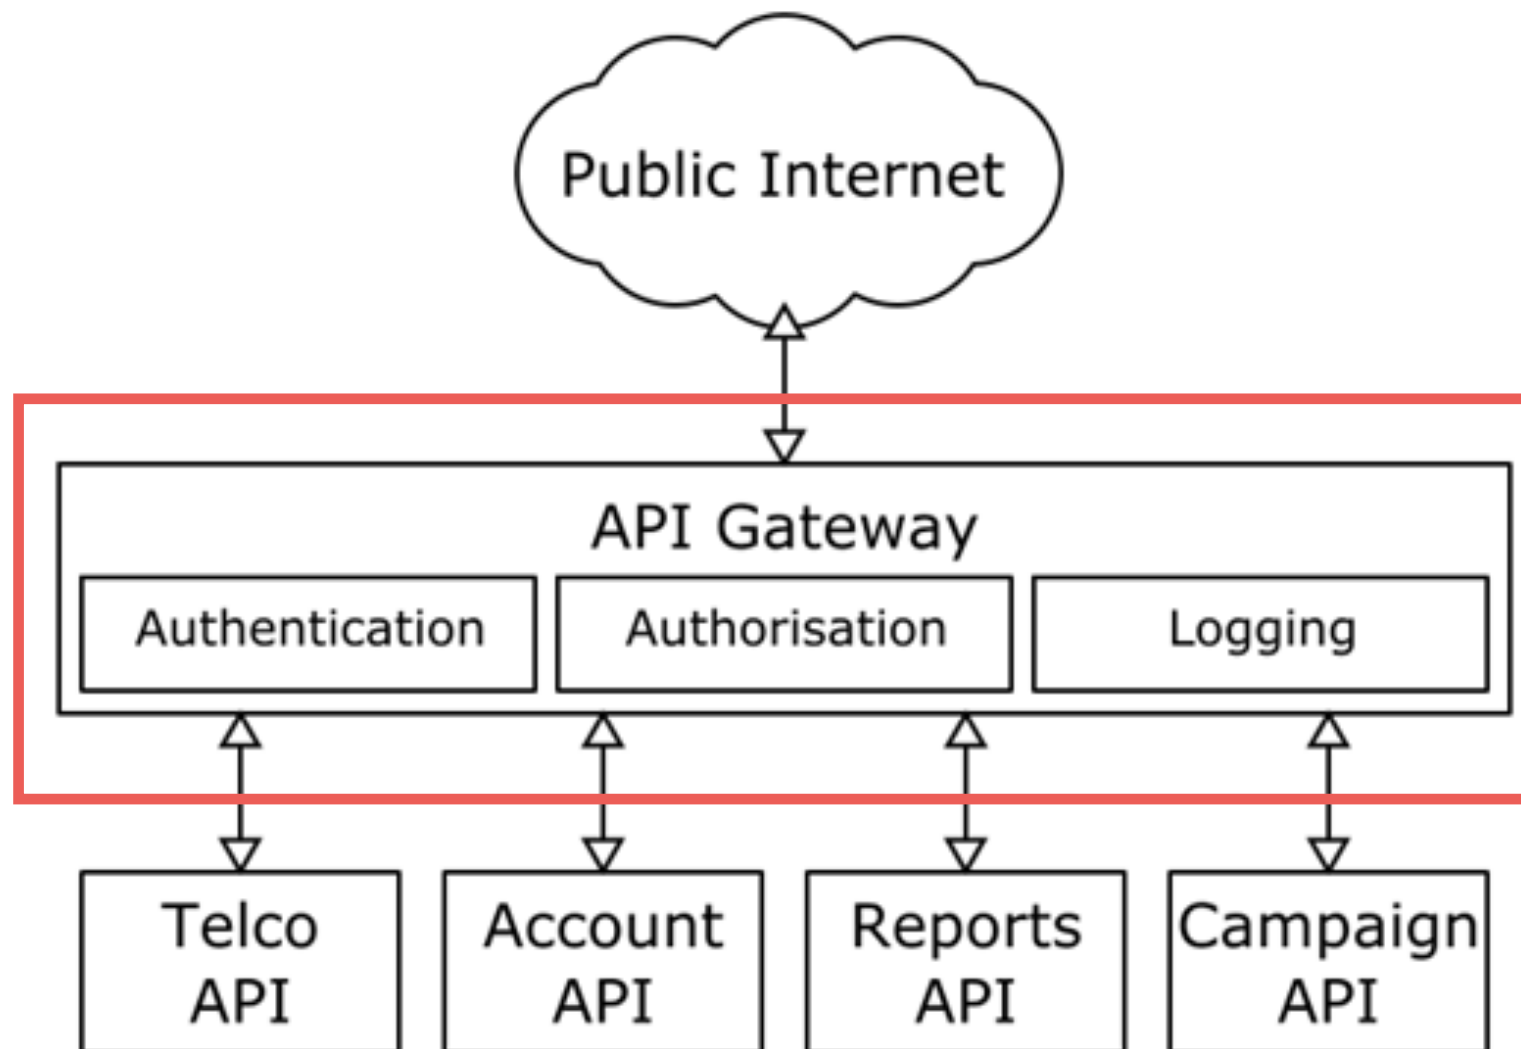 Public Internet
API Gateway
Authentication
Authorisation
Logging
Telco
API
Account
API
Reports
API
Campaign
API